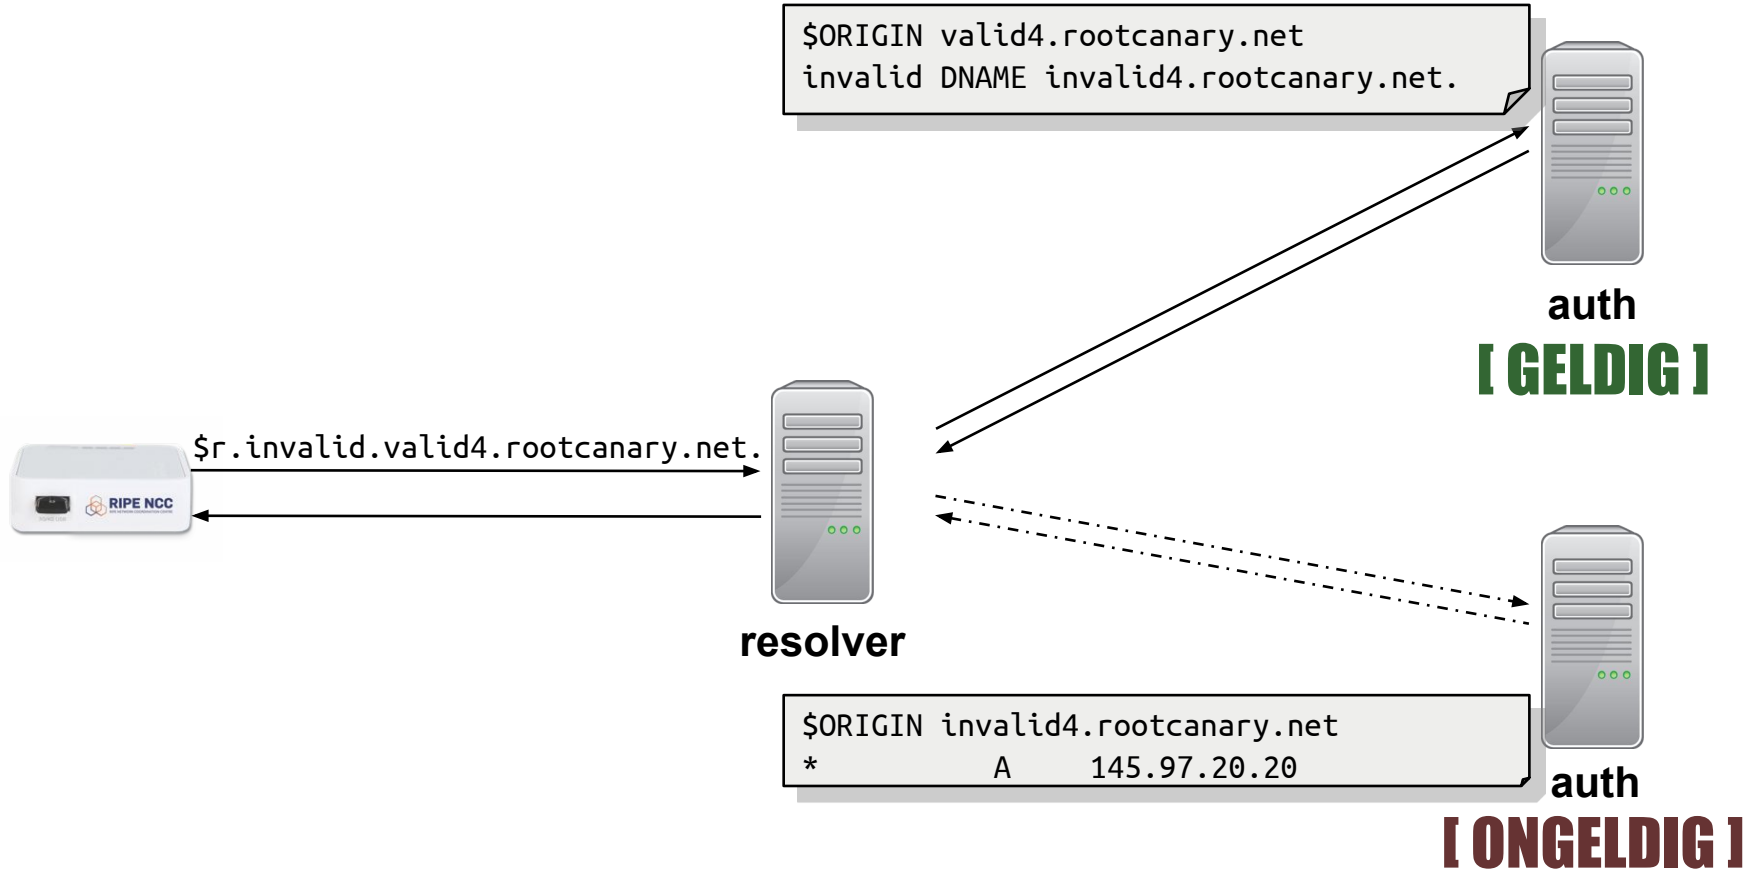 $ORIGIN valid4.rootcanary.net
invalid DNAME invalid4.rootcanary.net.
auth
[ GELDIG ]
$r.invalid.valid4.rootcanary.net.
RIPE NCC
resolver
$ORIGIN invalid4.rootcanary.net
* A 145.97.20.20
auth
[ ONGELDIG ]